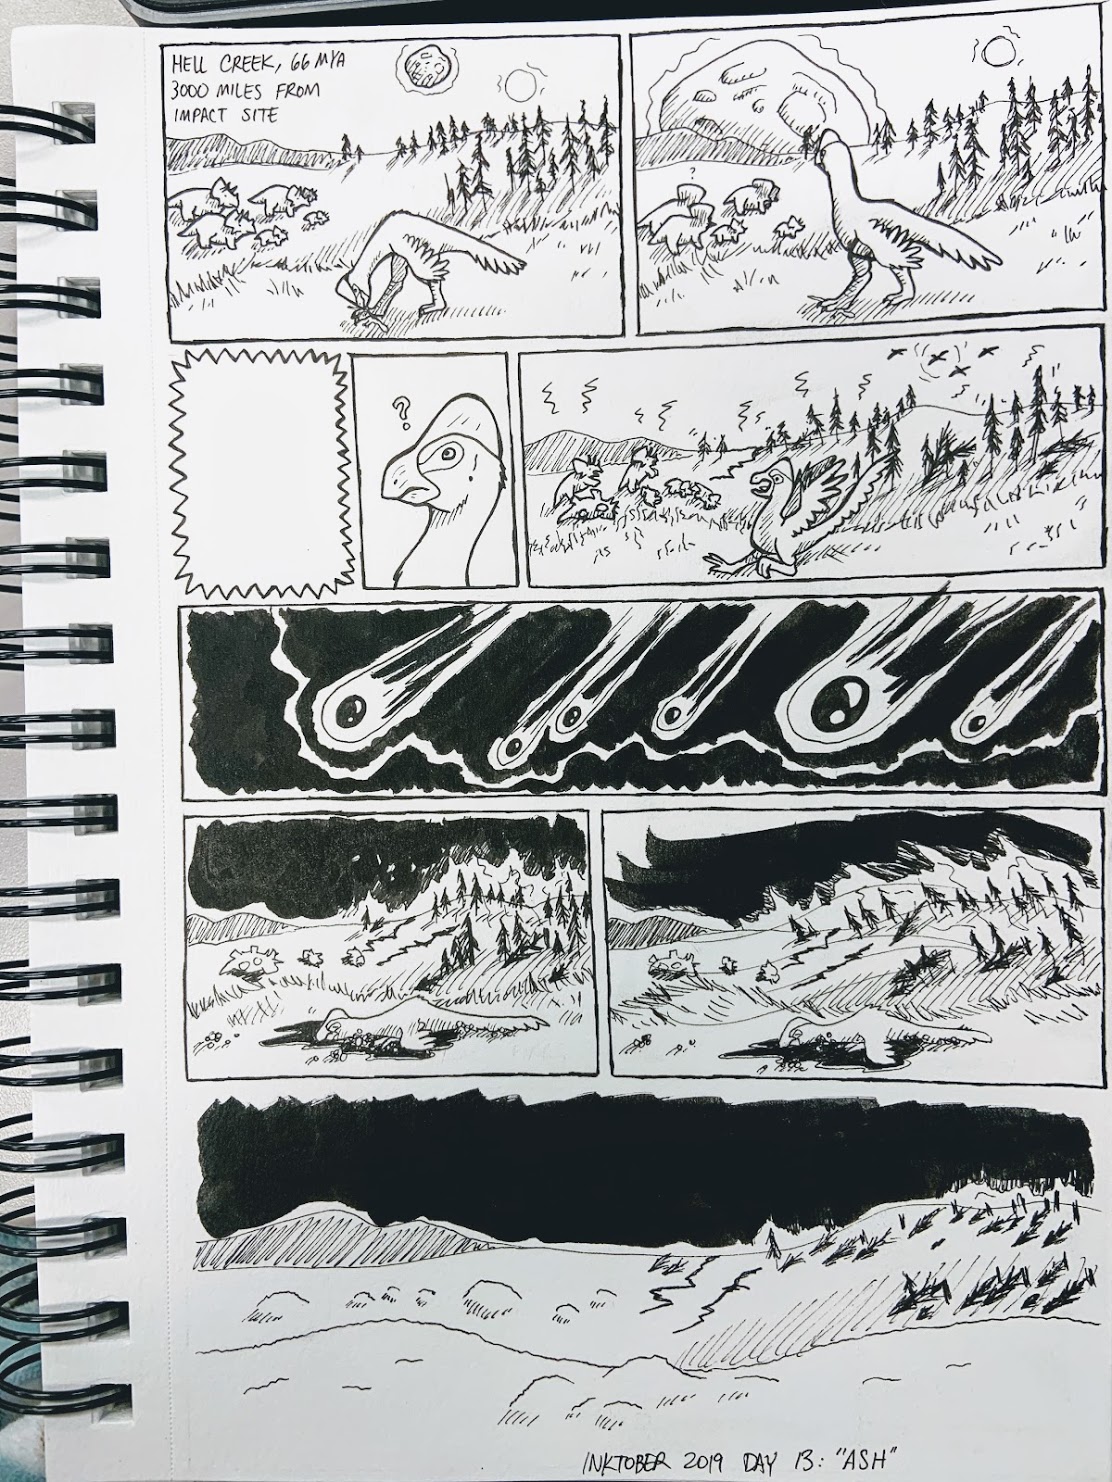 HELL CREEK, 66 MYA
3000 MILES FROM
IMPACT SITE
?
?
INKTOBER 2019 DAY 13: "ASH"